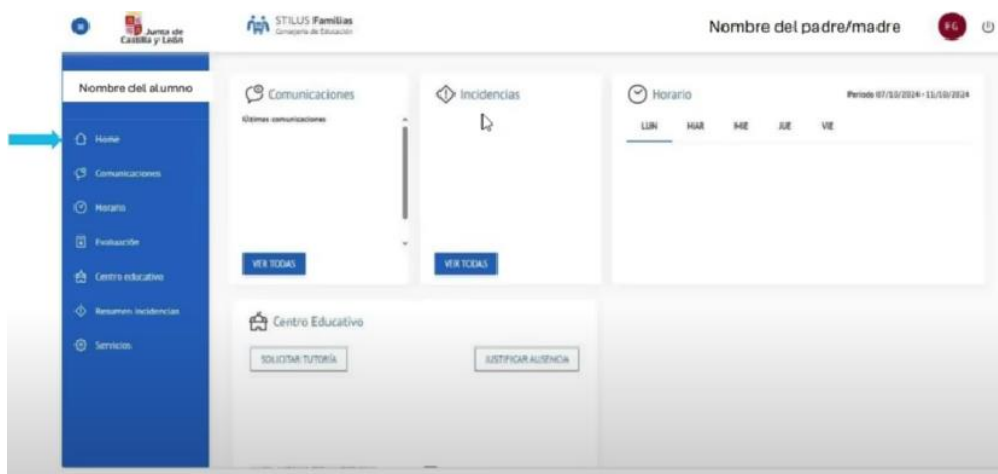 Junta de
Castilla y León
STILUS Familias
Consejería de Educación
Nombre del padre/madre
FG
Nombre del alumno
Home
Comunicaciones
Horario
Evaluación
Centro educativo
Resumen Incidencias
Servicios
Comunicaciones
Últimas comunicaciones
VER TODAS
Incidencias
VER TODAS
Horario
Periodo 07/10/2024-11/10/2024
LUN MAR MIE JUE VIE
Centro Educativo
SOLICITAR TUTORÍA
JUSTIFICAR AUSENCIA